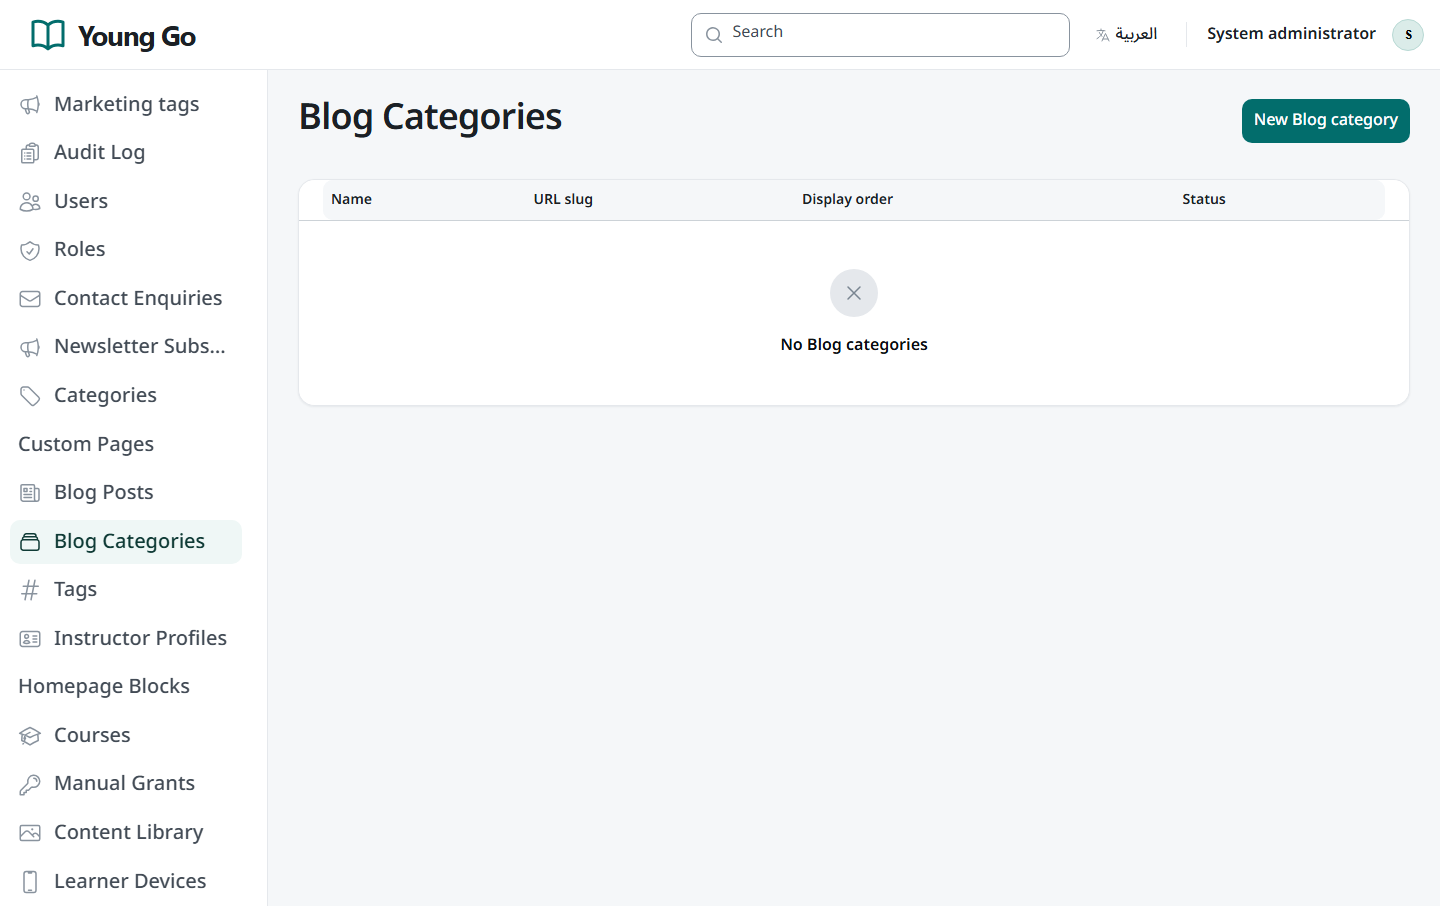 Young Go
Search
العربية
System administrator
S
Marketing tags
Audit Log
Users
Roles
Contact Enquiries
Newsletter Subs...
Categories
Custom Pages
Blog Posts
Blog Categories
Tags
Instructor Profiles
Homepage Blocks
Courses
Manual Grants
Content Library
Learner Devices
Blog Categories
New Blog category
Name URL slug Display order Status
No Blog categories